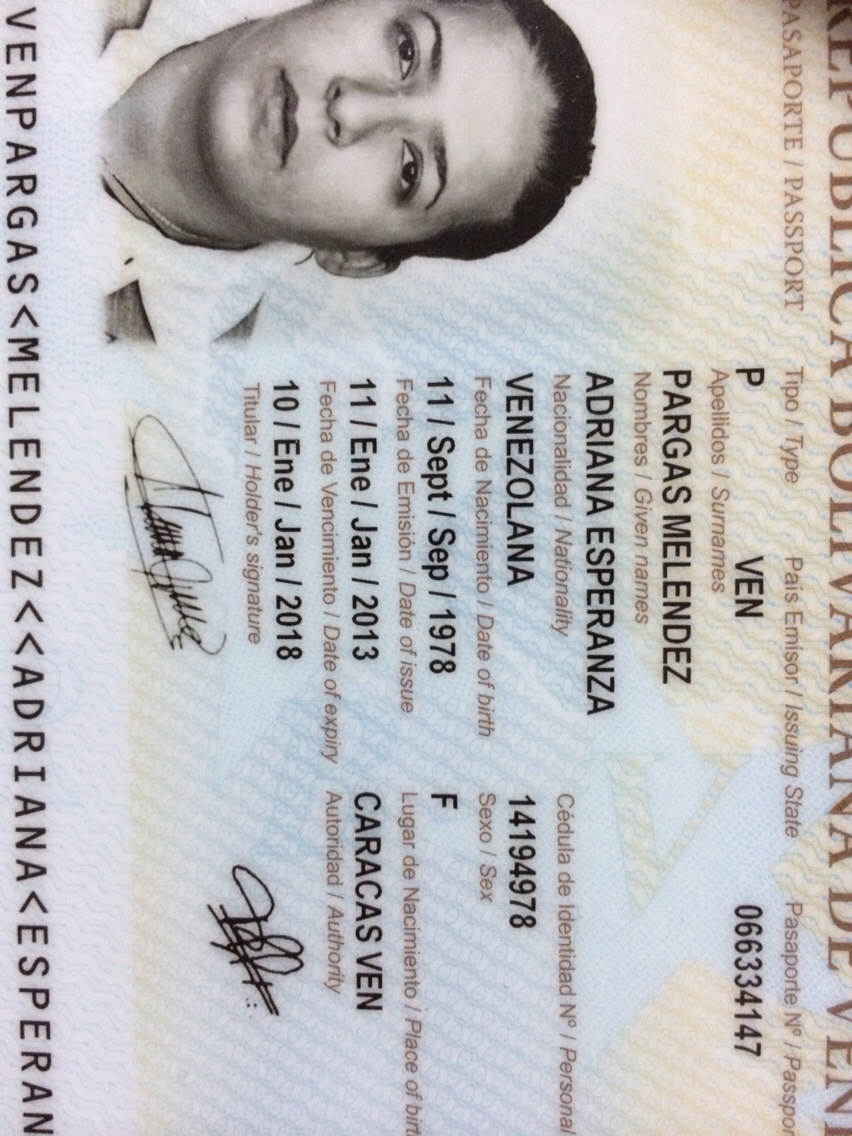 REPÚBLICA BOLIVARIANA DE VEN
PASAPORTE / PASSPORT
Tipo / Type País Emisor / Issuing State Pasaporte Nº / Passpor
P VEN 066334147
Apellidos / Surnames
PARGAS MELENDEZ
Nombres / Given names
ADRIANA ESPERANZA
Nacionalidad / Nationality Cédula de Identidad Nº / Personal
VENEZOLANA 14194978
Fecha de Nacimiento / Date of birth Sexo / Sex
11 / Sept / Sep / 1978 F
Fecha de Emisión / Date of issue Lugar de Nacimiento / Place of birt
11 / Ene / Jan / 2013 CARACAS VEN
Fecha de Vencimiento / Date of expiry Autoridad / Authority
10 / Ene / Jan / 2018
Titular / Holder's signature
VENPARGAS<MELENDEZ<<ADRIANA<ESPERAN